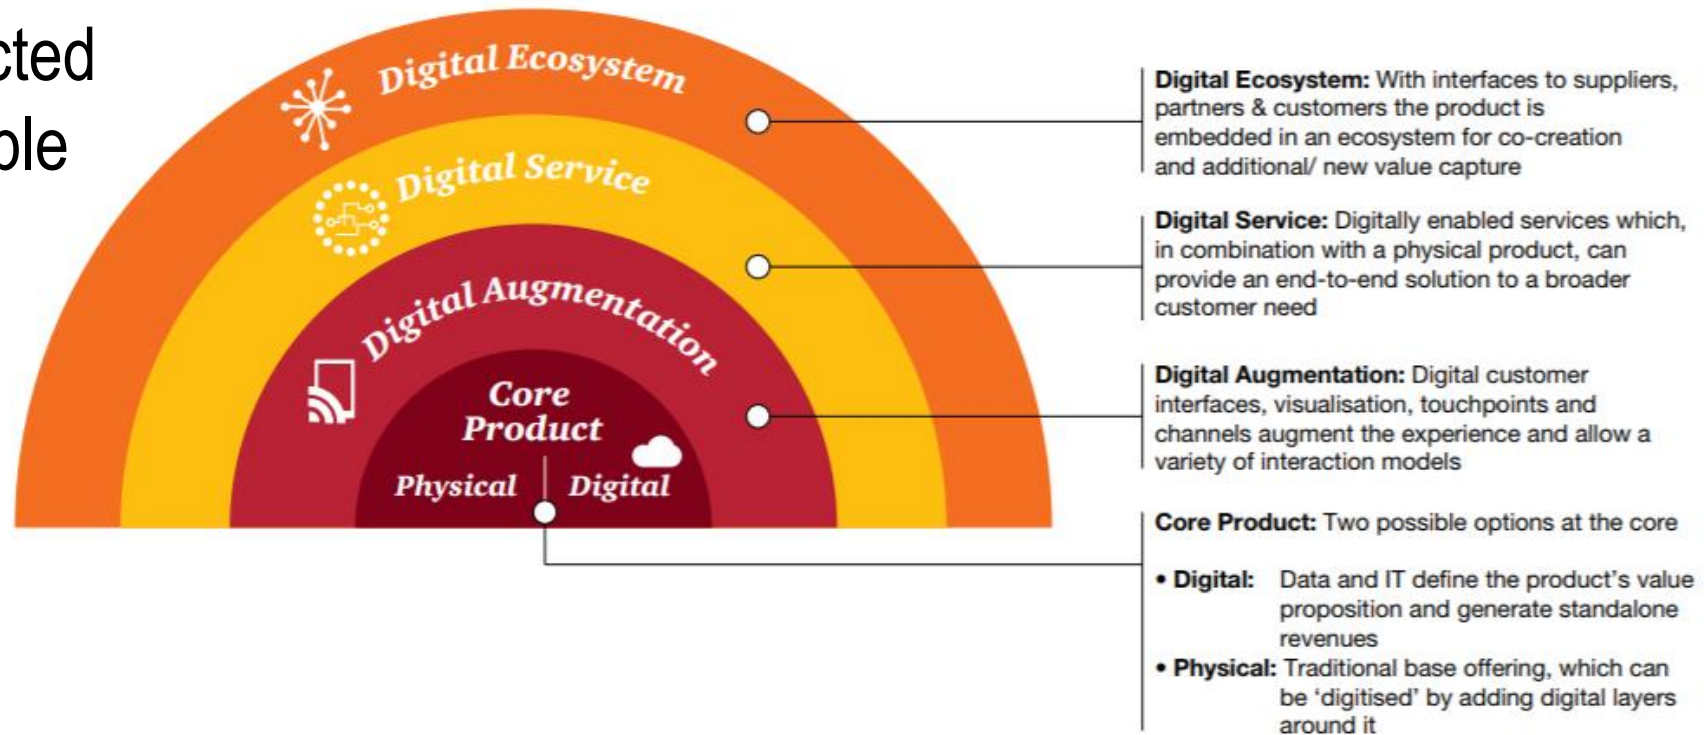 cted
ble
Digital Ecosystem
Digital Service
Digital Augmentation
Core
Product
Physical
Digital
Digital Ecosystem: With interfaces to suppliers,
partners & customers the product is
embedded in an ecosystem for co-creation
and additional/ new value capture
Digital Service: Digitally enabled services which,
in combination with a physical product, can
provide an end-to-end solution to a broader
customer need
Digital Augmentation: Digital customer
interfaces, visualisation, touchpoints and
channels augment the experience and allow a
variety of interaction models
Core Product: Two possible options at the core
• Digital: Data and IT define the product's value
proposition and generate standalone
revenues
• Physical: Traditional base offering, which can
be 'digitised' by adding digital layers
around it